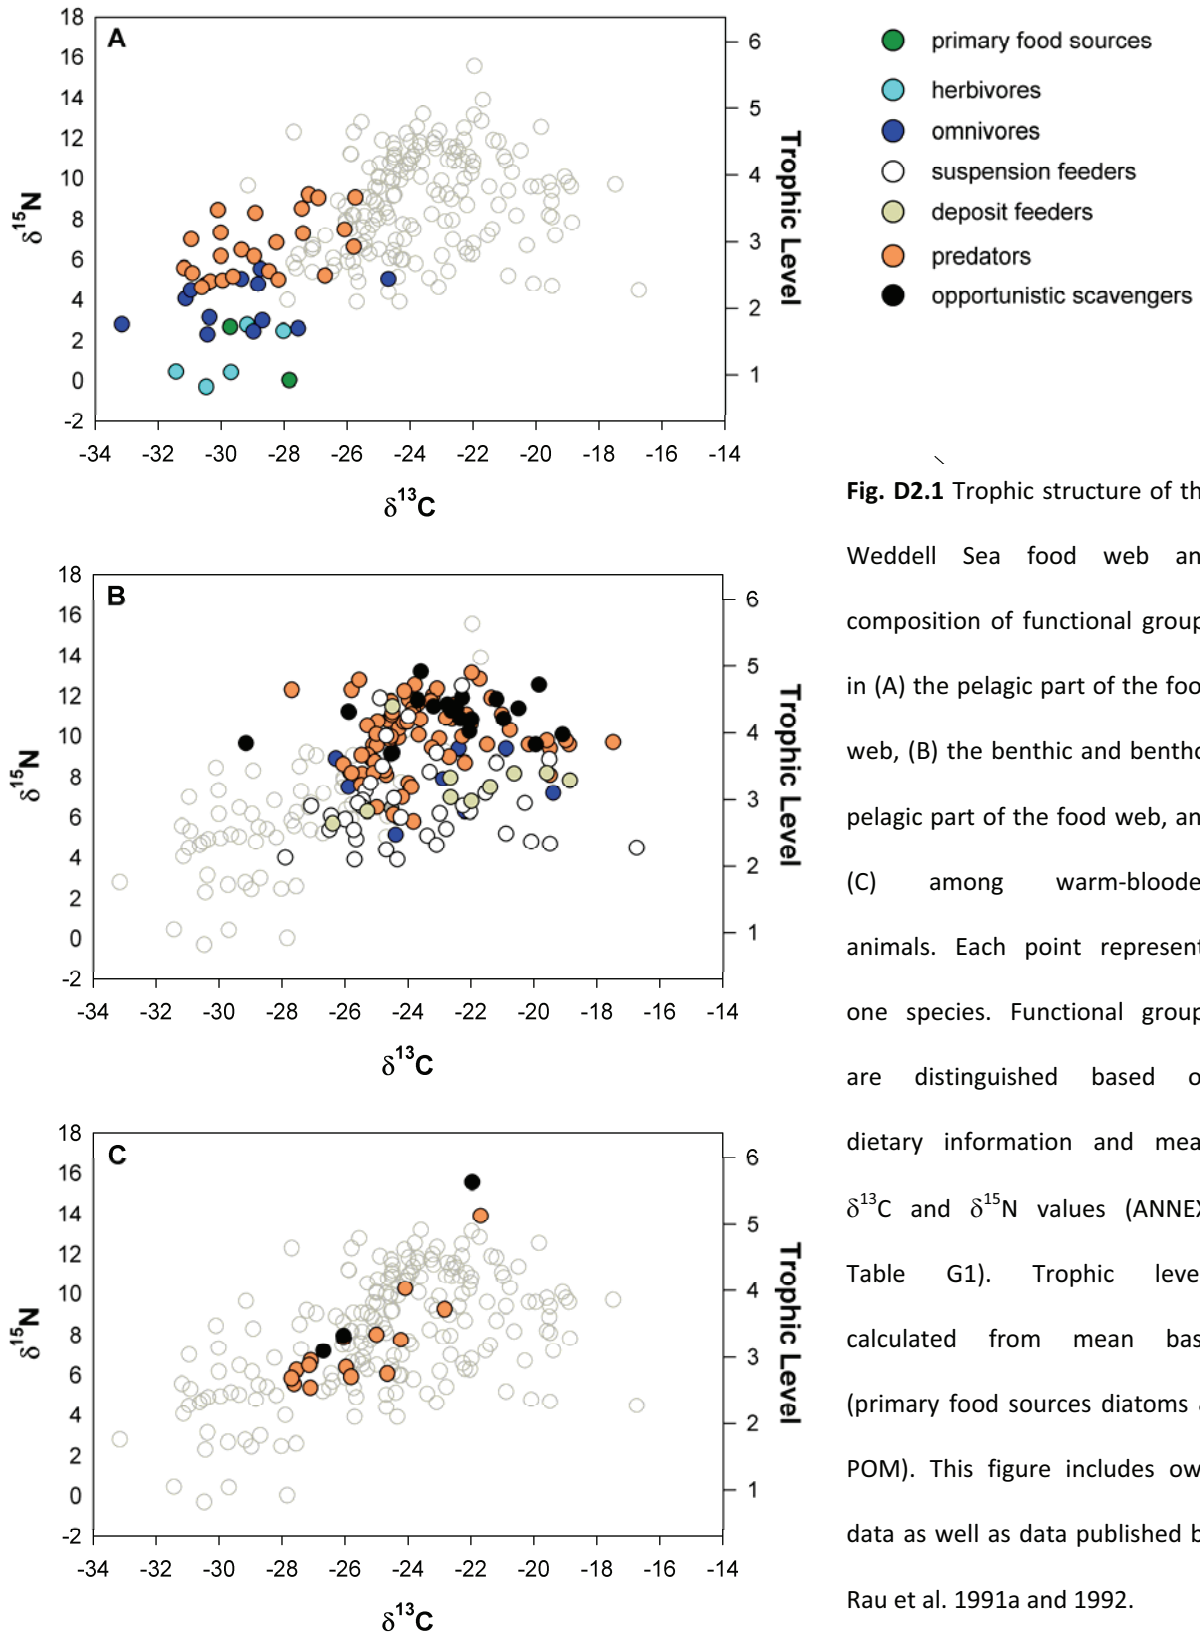 A
18
16
14
12
10
8
6
4
2
0
-2
δ15N
6
5
4
3
2
1
Trophic Level
-34 -32 -30 -28 -26 -24 -22 -20 -18 -16 -14
δ13C
primary food sources
herbivores
omnivores
suspension feeders
deposit feeders
predators
opportunistic scavengers
B
18
16
14
12
10
8
6
4
2
0
-2
δ15N
6
5
4
3
2
1
Trophic Level
-34 -32 -30 -28 -26 -24 -22 -20 -18 -16 -14
δ13C
C
18
16
14
12
10
8
6
4
2
0
-2
δ15N
6
5
4
3
2
1
Trophic Level
-34 -32 -30 -28 -26 -24 -22 -20 -18 -16 -14
δ13C
Fig. D2.1 Trophic structure of th
Weddell Sea food web an
composition of functional group
in (A) the pelagic part of the foo
web, (B) the benthic and bentho
pelagic part of the food web, an
(C) among warm-bloode
animals. Each point represent
one species. Functional group
are distinguished based o
dietary information and mea
δ13C and δ15N values (ANNEX
Table G1). Trophic leve
calculated from mean bas
(primary food sources diatoms &
POM). This figure includes ow
data as well as data published b
Rau et al. 1991a and 1992.